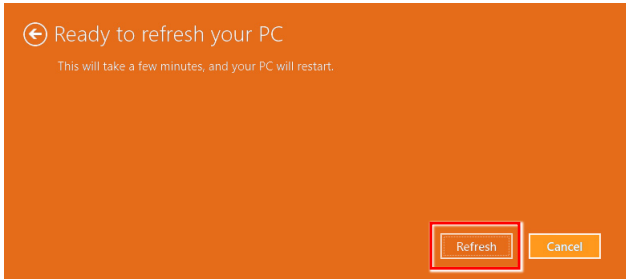 Ready to refresh your PC
This will take a few minutes, and your PC will restart.
Refresh
Cancel